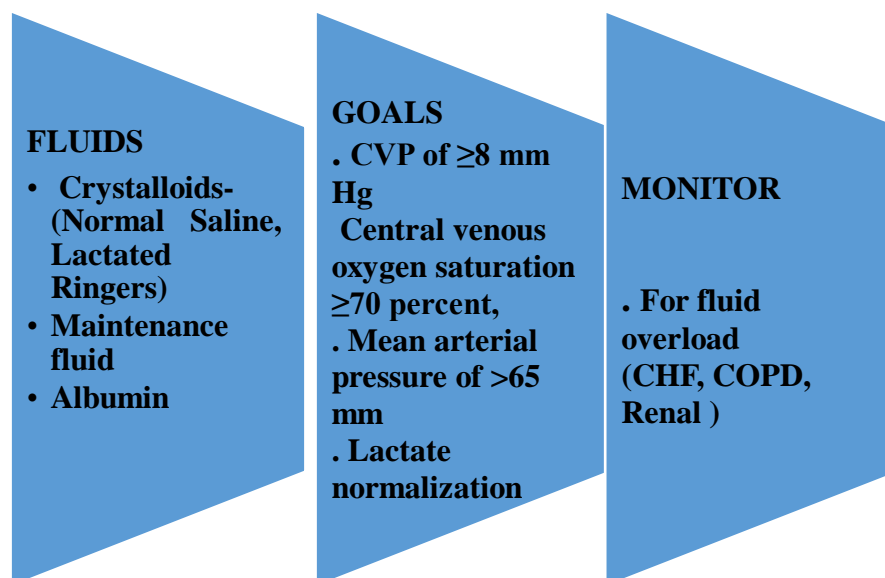 FLUIDS
• Crystalloids-
(Normal Saline,
Lactated
Ringers)
• Maintenance
fluid
• Albumin
GOALS
. CVP of ≥8 mm
Hg
Central venous
oxygen saturation
≥70 percent,
. Mean arterial
pressure of >65
mm
. Lactate
normalization
MONITOR
. For fluid
overload
(CHF, COPD,
Renal )